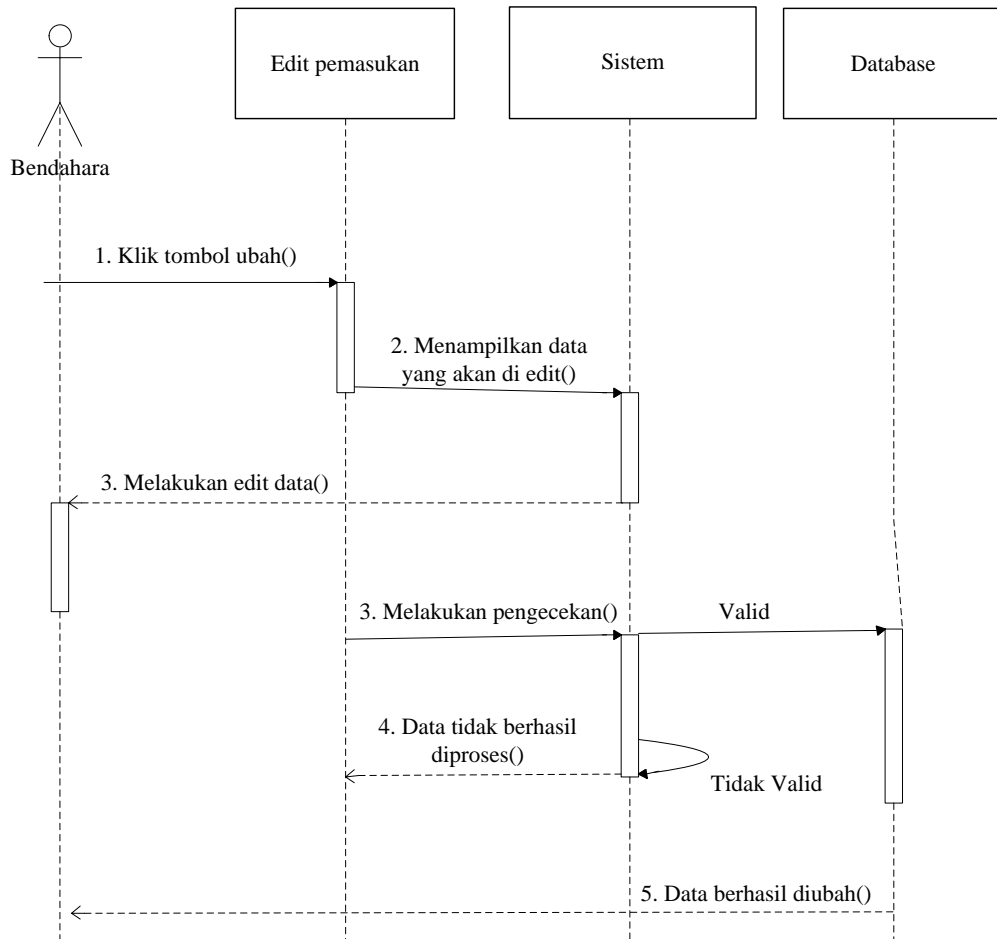 Edit pemasukan
Sistem
Database
Bendahara
1. Klik tombol ubah()
2. Menampilkan data
yang akan di edit()
3. Melakukan edit data()
3. Melakukan pengecekan()
Valid
4. Data tidak berhasil
diproses()
Tidak Valid
5. Data berhasil diubah()